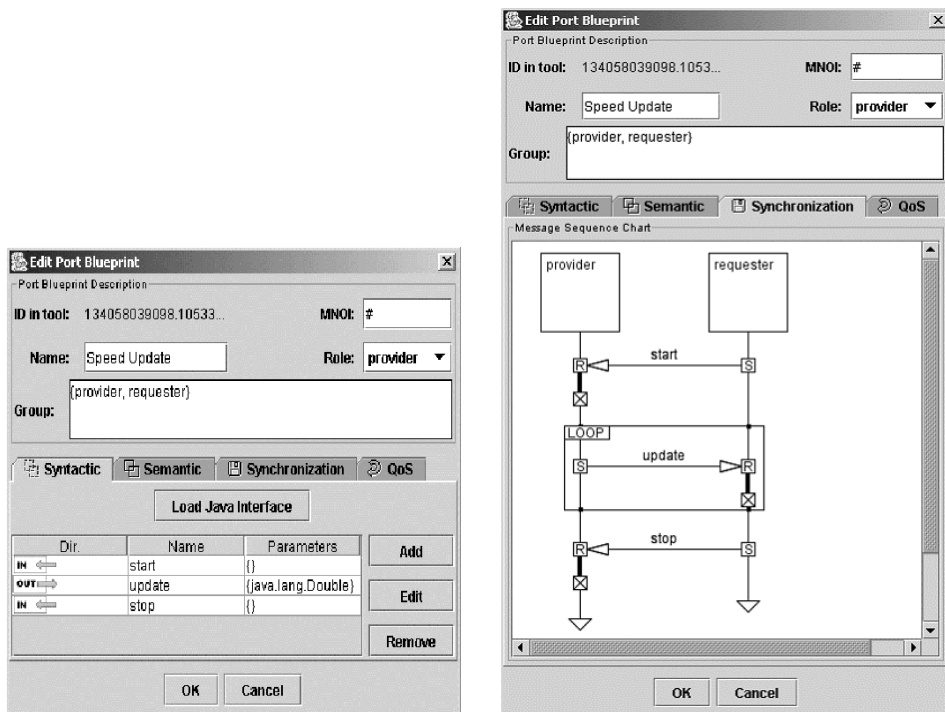 Edit Port Blueprint
Port Blueprint Description
ID in tool: 134058039098.10533... MNOI: #
Name: Speed Update Role: provider
Group: {provider, requester}
Syntactic Semantic Synchronization QoS
Load Java Interface
Dir. Name Parameters
IN start {}
OUT update {java.lang.Double}
IN stop {}
Add
Edit
Remove
OK Cancel
Edit Port Blueprint
Port Blueprint Description
ID in tool: 134058039098.1053... MNOI: #
Name: Speed Update Role: provider
Group: {provider, requester}
Syntactic Semantic Synchronization QoS
Message Sequence Chart
provider requester
R start S
LOOP
S update R
R stop S
OK Cancel